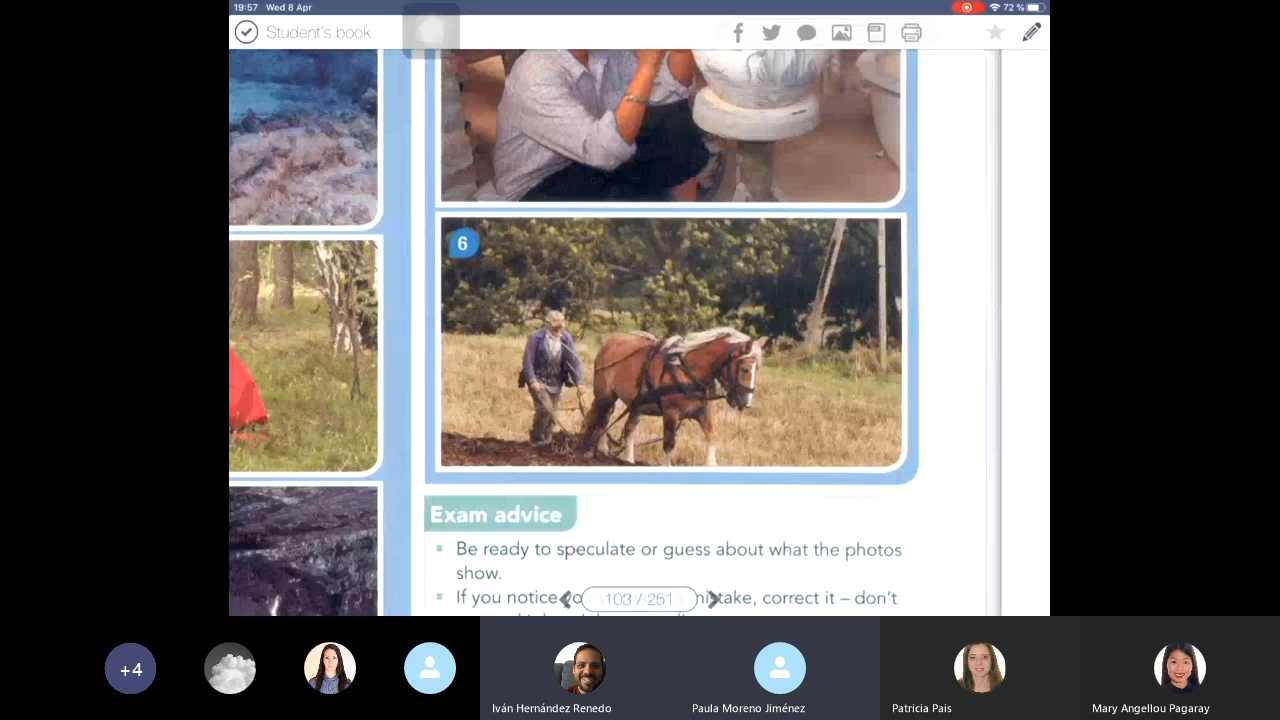 19:57 Wed 8 Apr
72 %
Student's book
6
Exam advice
Be ready to speculate or guess about what the photos
show.
If you notice
take, correct it – don't
103 / 251
+4
Iván Hernández Renedo
Paula Moreno Jiménez
Patricia Pais
Mary Angellou Pagaray